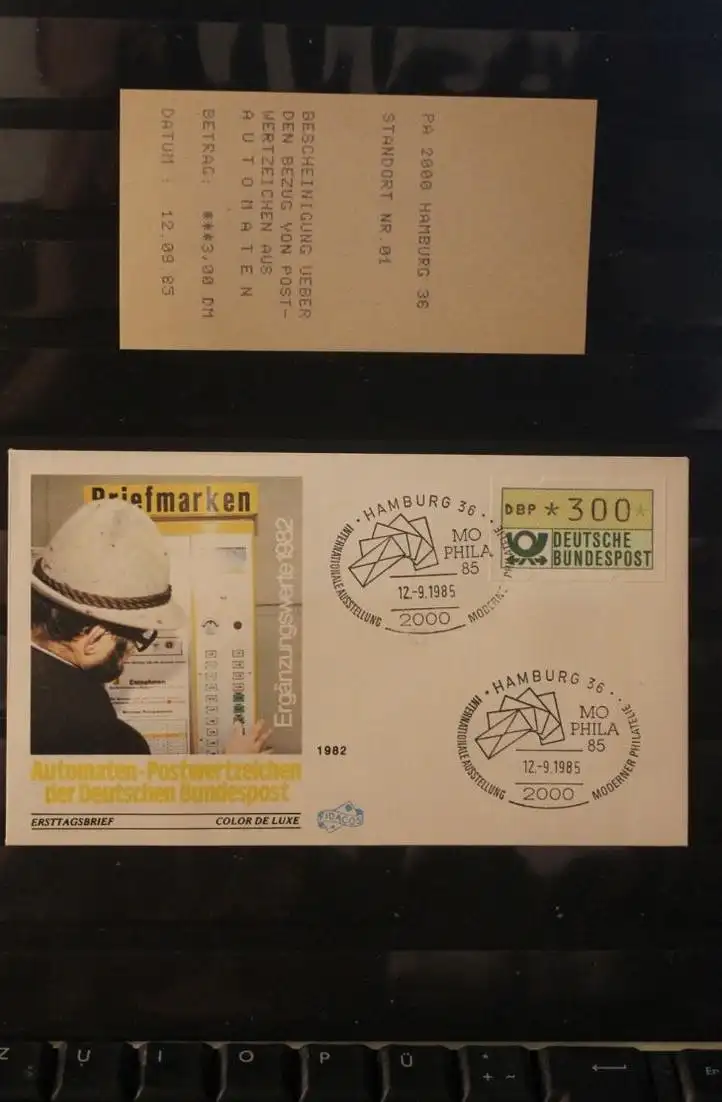 PA 2000 HAMBURG 36
STANDORT NR.01
BESCHEINIGUNG UEBER
DEN BEZUG VON POST-
WERTZEICHEN AUS
A U T O M A T E N
BETRAG: ***3,00 DM
DATUM : 12.09.85
Briefmarken
Entnehmen
Ergänzungswerte 1982
Automaten-Postwertzeichen
der Deutschen Bundespost
ERSTTAGSBRIEF COLOR DE LUXE
1982
FIDACOS
HAMBURG 36
MO
PHILA
85
12.-9.1985
2000
INTERNATIONALE AUSSTELLUNG MODERNER PHILATELIE
DBP *300*
DEUTSCHE
BUNDESPOST
HAMBURG 36
MO
PHILA
85
12.-9.1985
2000
INTERNATIONALE AUSSTELLUNG MODERNER PHILATELIE
Z U I O P Ü * + ~